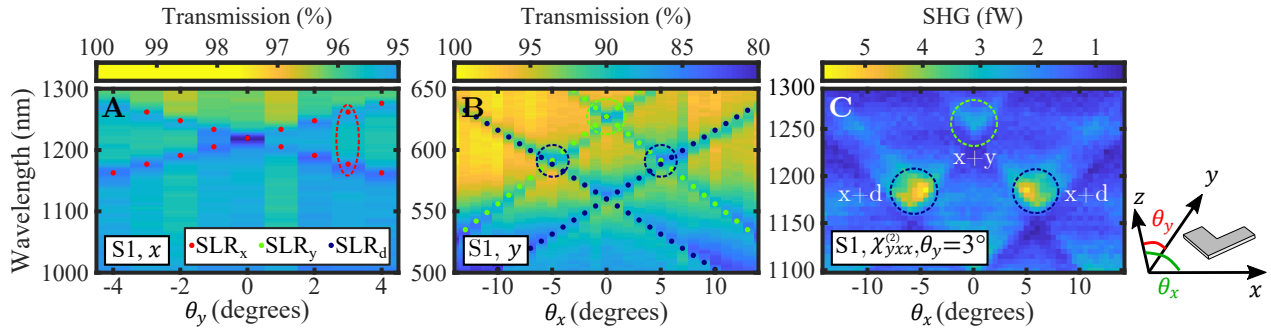 Transmission (%)
100 99 98 97 96 95
Transmission (%)
100 95 90 85 80
SHG (fW)
5 4 3 2 1
Wavelength (nm)
1300
1200
1100
1000
A
S1, x
SLRx SLRy SLRd
-4 -2 0 2 4
θy (degrees)
650
600
550
500
B
S1, y
-10 -5 0 5 10
θx (degrees)
1300
1250
1200
1150
1100
C
x+y
x+d x+d
S1, χ(2)yxx,θy=3°
-10 -5 0 5 10
θx (degrees)
z y
θy
θx x